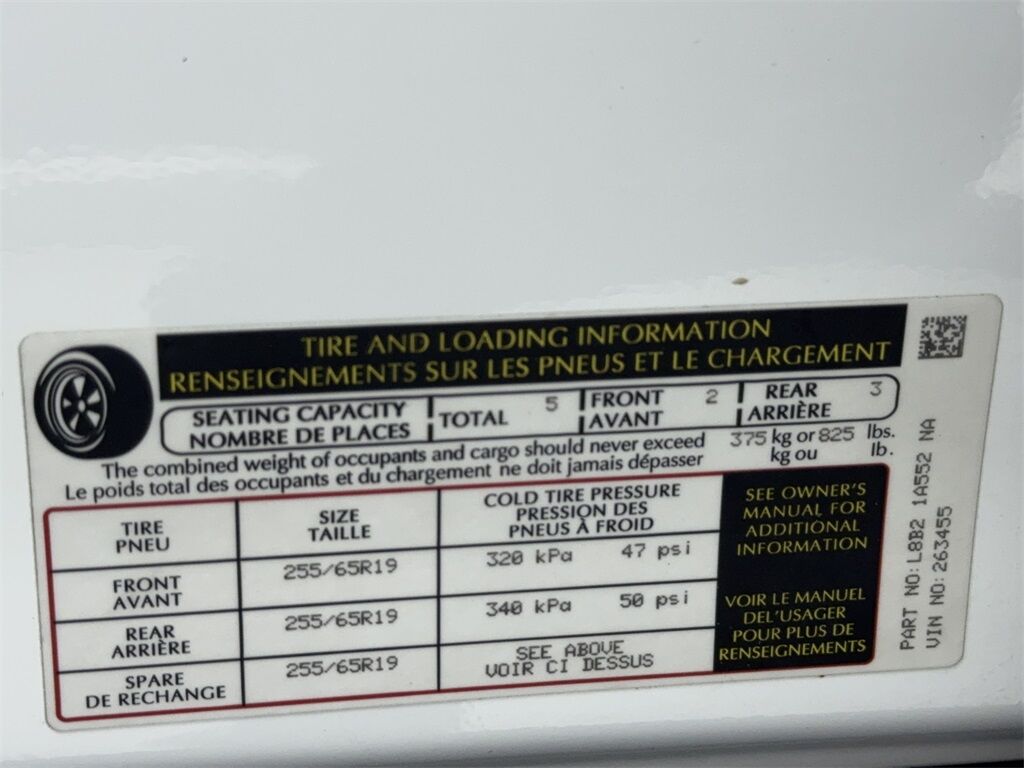 TIRE AND LOADING INFORMATION
RENSEIGNEMENTS SUR LES PNEUS ET LE CHARGEMENT
SEATING CAPACITY
NOMBRE DE PLACES
TOTAL 5
FRONT
AVANT 2
REAR
ARRIÈRE 3
The combined weight of occupants and cargo should never exceed 375 kg or 825 lbs.
Le poids total des occupants et du chargement ne doit jamais dépasser kg ou lb.
TIRE
PNEU
SIZE
TAILLE
COLD TIRE PRESSURE
PRESSION DES
PNEUS À FROID
FRONT
AVANT
255/65R19
320 kPa 47 psi
REAR
ARRIÈRE
255/65R19
340 kPa 50 psi
SPARE
DE RECHANGE
255/65R19
SEE ABOVE
VOIR CI DESSUS
SEE OWNER'S
MANUAL FOR
ADDITIONAL
INFORMATION
VOIR LE MANUEL
DEL'USAGER
POUR PLUS DE
RENSEIGNEMENTS
PART NO: L8B2 1A552 NA
VIN NO: 263455